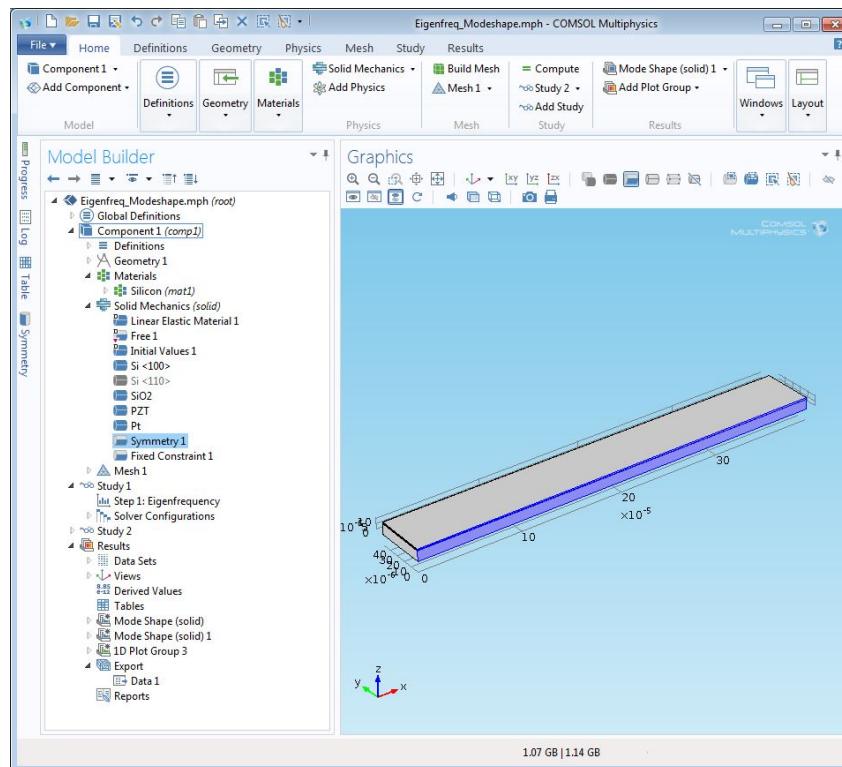 Eigenfreq_Modeshape.mph - COMSOL Multiphysics
File Home Definitions Geometry Physics Mesh Study Results
Component 1
Add Component
Model
Definitions
Geometry
Materials
Solid Mechanics
Add Physics
Physics
Build Mesh
Mesh 1
Mesh
= Compute
Study 2
Add Study
Study
Mode Shape (solid) 1
Add Plot Group
Results
Windows
Layout
Progress
Log
Table
Symmetry
Model Builder
Eigenfreq_Modeshape.mph (root)
Global Definitions
Component 1 (comp1)
Definitions
Geometry 1
Materials
Silicon (mat1)
Solid Mechanics (solid)
Linear Elastic Material 1
Free 1
Initial Values 1
Si <100>
Si <110>
SiO2
PZT
Pt
Symmetry 1
Fixed Constraint 1
Mesh 1
Study 1
Step 1: Eigenfrequency
Solver Configurations
Study 2
Results
Data Sets
Views
8.85
e-12 Derived Values
Tables
Mode Shape (solid)
Mode Shape (solid) 1
1D Plot Group 3
Export
Data 1
Reports
Graphics
xy yz zx
COMSOL
MULTIPHYSICS
30
20
×10⁻⁵
10
0
z
y
x
1.07 GB | 1.14 GB